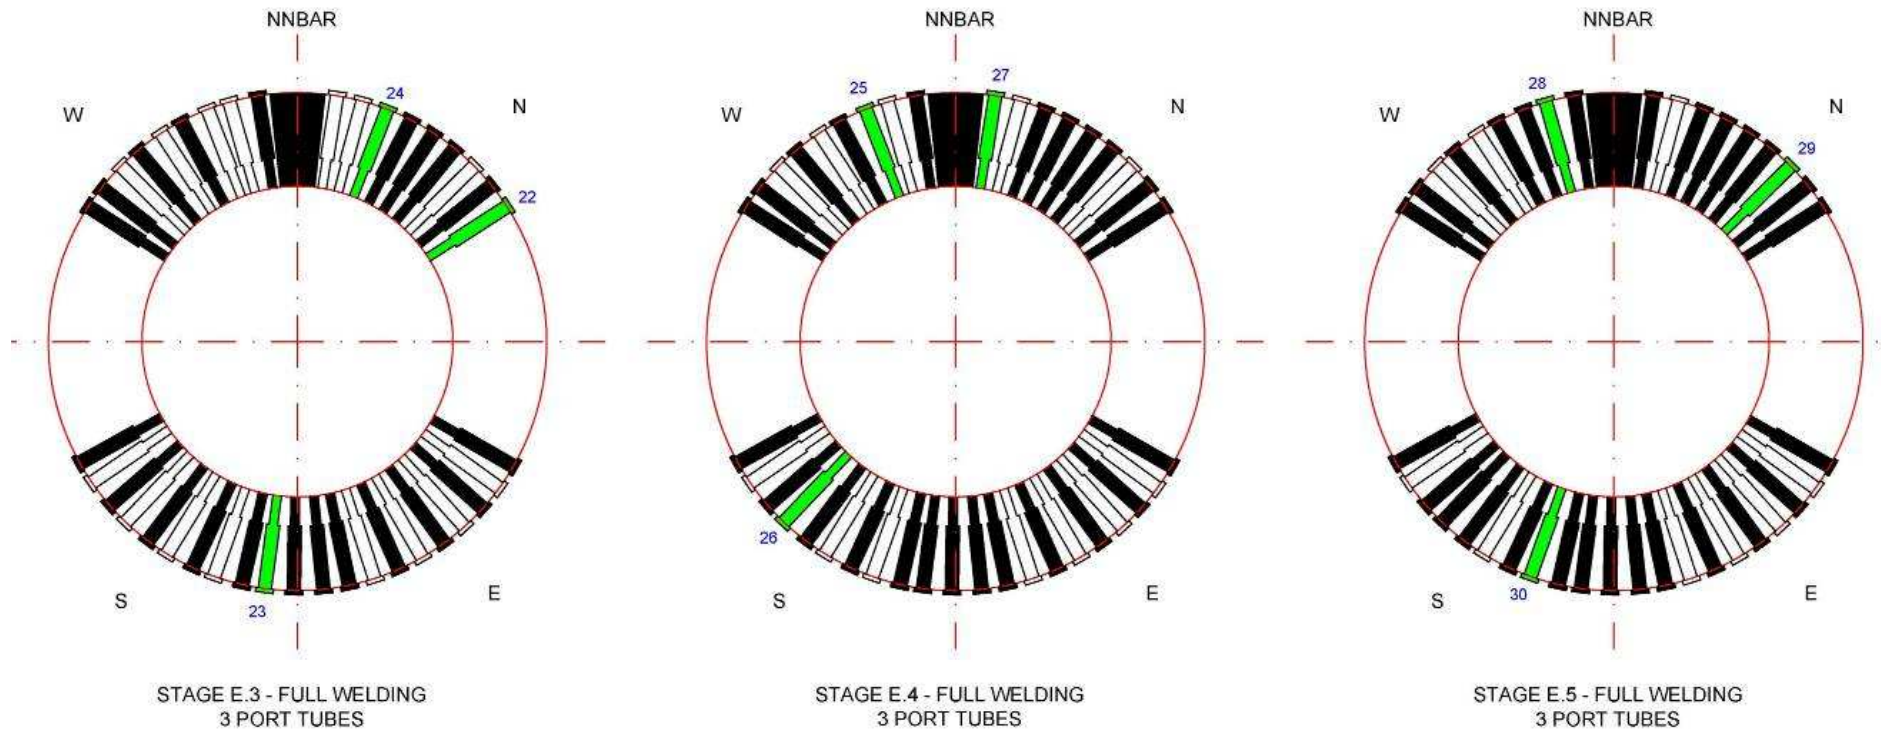 NNBAR
NNBAR
NNBAR
24
25
27
28
W
N
W
N
W
N
29
22
26
S
E
S
E
S
E
23
30
STAGE E.3 - FULL WELDING
3 PORT TUBES
STAGE E.4 - FULL WELDING
3 PORT TUBES
STAGE E.5 - FULL WELDING
3 PORT TUBES